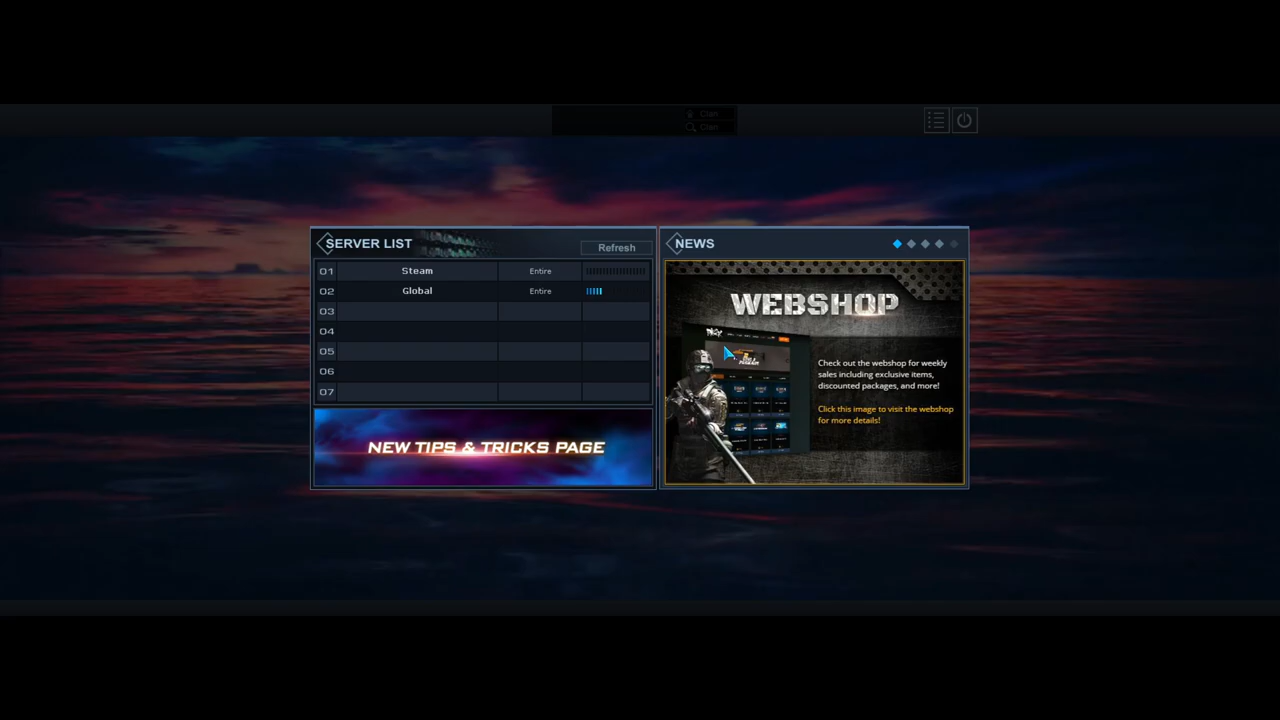 Clan
Clan
SERVER LIST
Refresh
01 Steam Entire
02 Global Entire
03
04
05
06
07
NEW TIPS & TRICKS PAGE
NEWS
WEBSHOP
Check out the webshop for weekly
sales including exclusive items,
discounted packages, and more!
Click this image to visit the webshop
for more details!